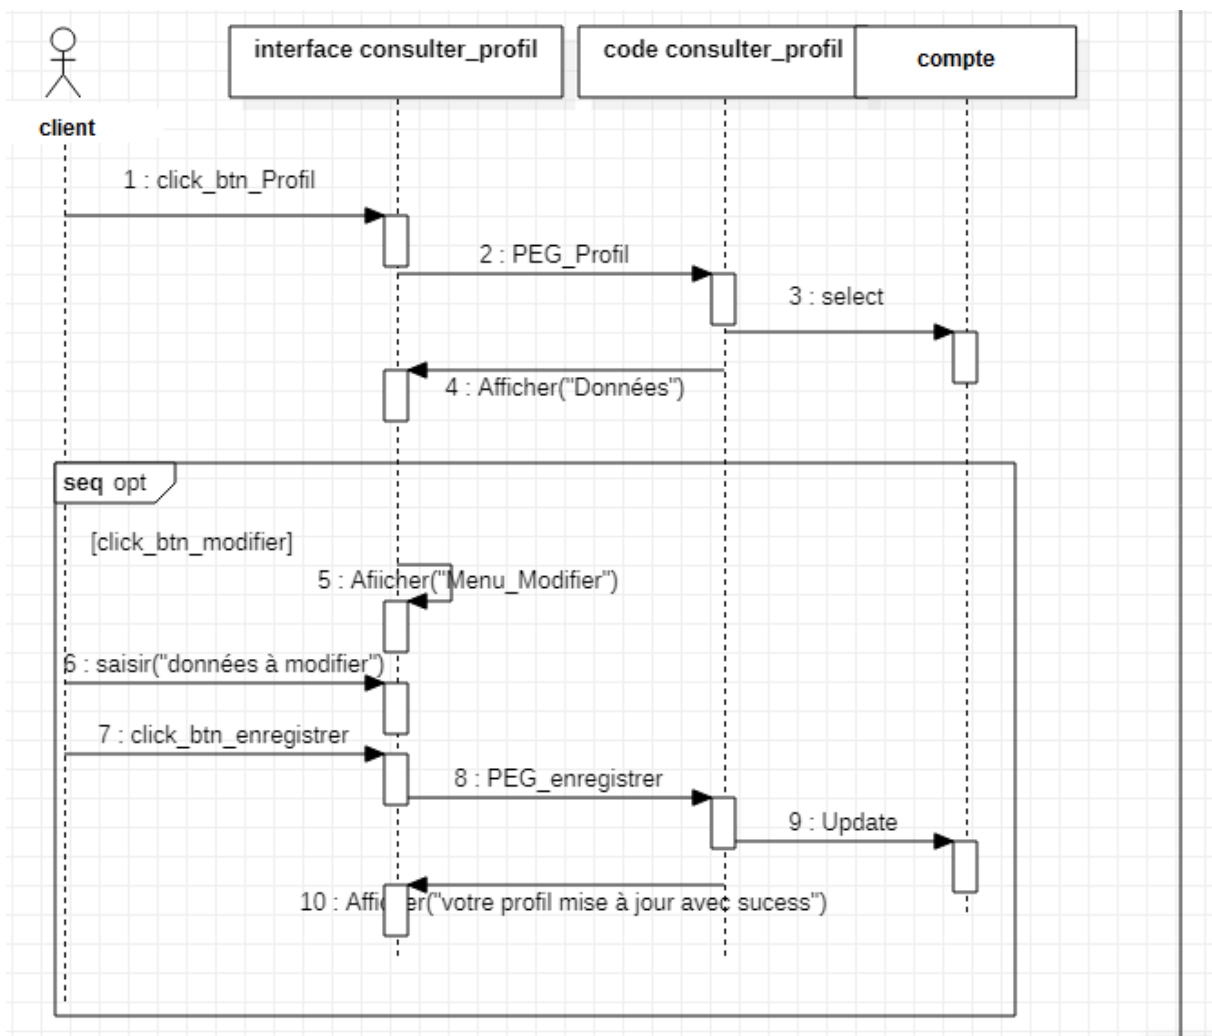 interface consulter_profil
code consulter_profil
compte
client
1 : click_btn_Profil
2 : PEG_Profil
3 : select
4 : Afficher("Données")
seq opt
[click_btn_modifier]
5 : Afiicher("Menu_Modifier")
6 : saisir("données à modifier")
7 : click_btn_enregistrer
8 : PEG_enregistrer
9 : Update
10 : Afficher("votre profil mise à jour avec sucess")